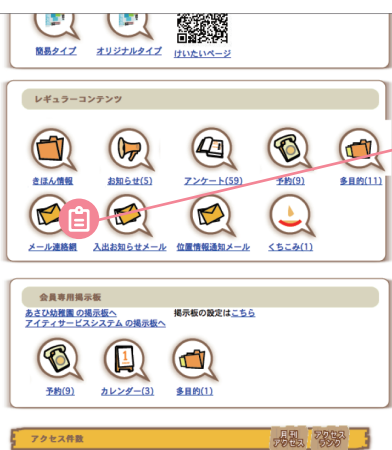 簡易タイプ オリジナルタイプ けいたいページ
レギュラーコンテンツ
きほん情報 お知らせ(5) アンケート(59) 予約(9) 多目的(11)
メール連絡網 入出お知らせメール 位置情報通知メール くちこみ(1)
会員専用掲示板
あさひ幼稚園 の掲示板へ 掲示板の設定はこちら
アイティサービスシステム の掲示板へ
1
予約(9) カレンダー(3) 多目的(1)
アクセス件数 月刊アクセス アクセスランク